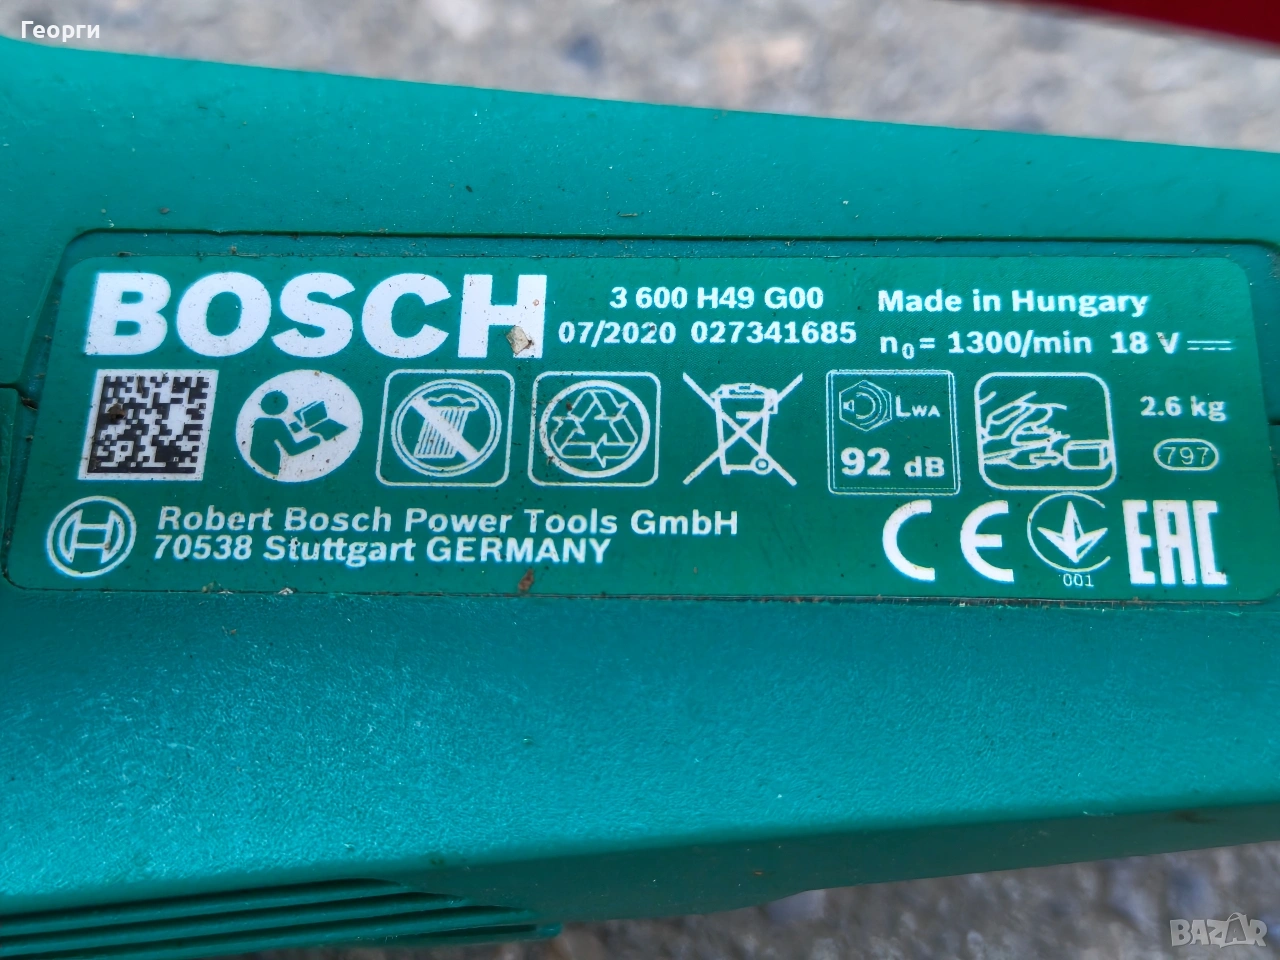 Георги
BOSCH
3 600 H49 G00
07/2020 027341685
Made in Hungary
n0= 1300/min 18 V
LWA
92 dB
2.6 kg
797
Robert Bosch Power Tools GmbH
70538 Stuttgart GERMANY
CE
001
EAC
BAZAR